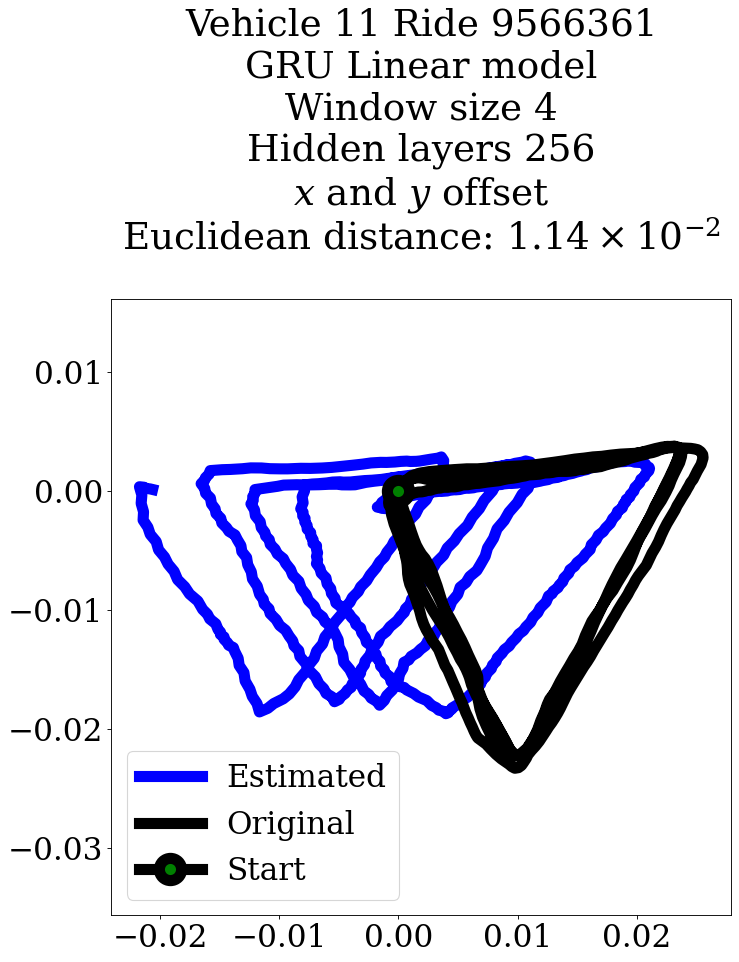 Vehicle 11 Ride 9566361
GRU Linear model
Window size 4
Hidden layers 256
x and y offset
Euclidean distance: 1.14 × 10⁻²
0.01
0.00
−0.01
−0.02
−0.03
Estimated
Original
Start
−0.02 −0.01 0.00 0.01 0.02